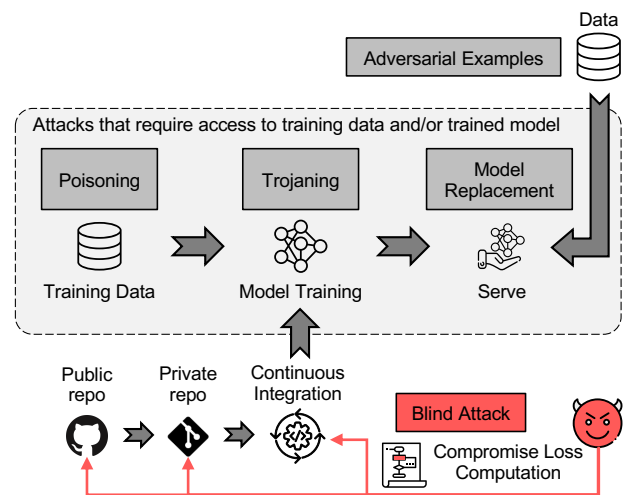 Data
Adversarial Examples
Attacks that require access to training data and/or trained model
Poisoning
Trojaning
Model
Replacement
Training Data
Model Training
Serve
Public
repo
Private
repo
Continuous
Integration
Blind Attack
Compromise Loss
Computation